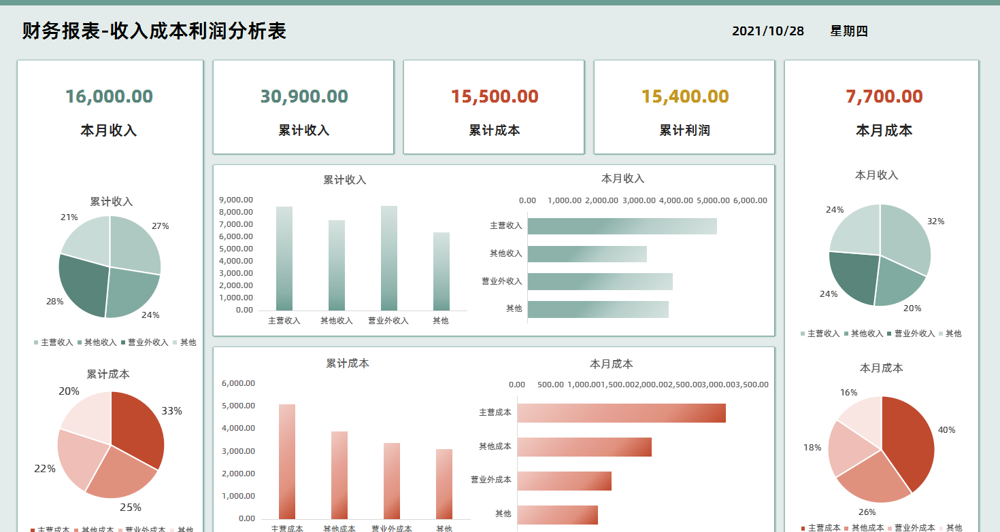 财务报表-收入成本利润分析表
2021/10/28 星期四
16,000.00
本月收入
30,900.00
累计收入
15,500.00
累计成本
15,400.00
累计利润
7,700.00
本月成本
累计收入
21%
27%
28%
24%
主营收入 其他收入 营业外收入 其他
累计成本
20%
33%
22%
25%
主营成本 其他成本 营业外成本 其他
累计收入
9,000.00
8,000.00
7,000.00
6,000.00
5,000.00
4,000.00
3,000.00
2,000.00
1,000.00
0.00
主营收入 其他收入 营业外收入 其他
本月收入
0.00 1,000.00 2,000.00 3,000.00 4,000.00 5,000.00 6,000.00
主营收入
其他收入
营业外收入
其他
累计成本
6,000.00
5,000.00
4,000.00
3,000.00
2,000.00
1,000.00
0.00
主营成本 其他成本 营业外成本 其他
本月成本
0.00 500.00 1,000.00 1,500.00 2,000.00 2,500.00 3,000.00 3,500.00
主营成本
其他成本
营业外成本
其他
本月收入
24%
32%
24%
20%
主营收入 其他收入 营业外收入 其他
本月成本
16%
40%
18%
26%
主营成本 其他成本 营业外成本 其他